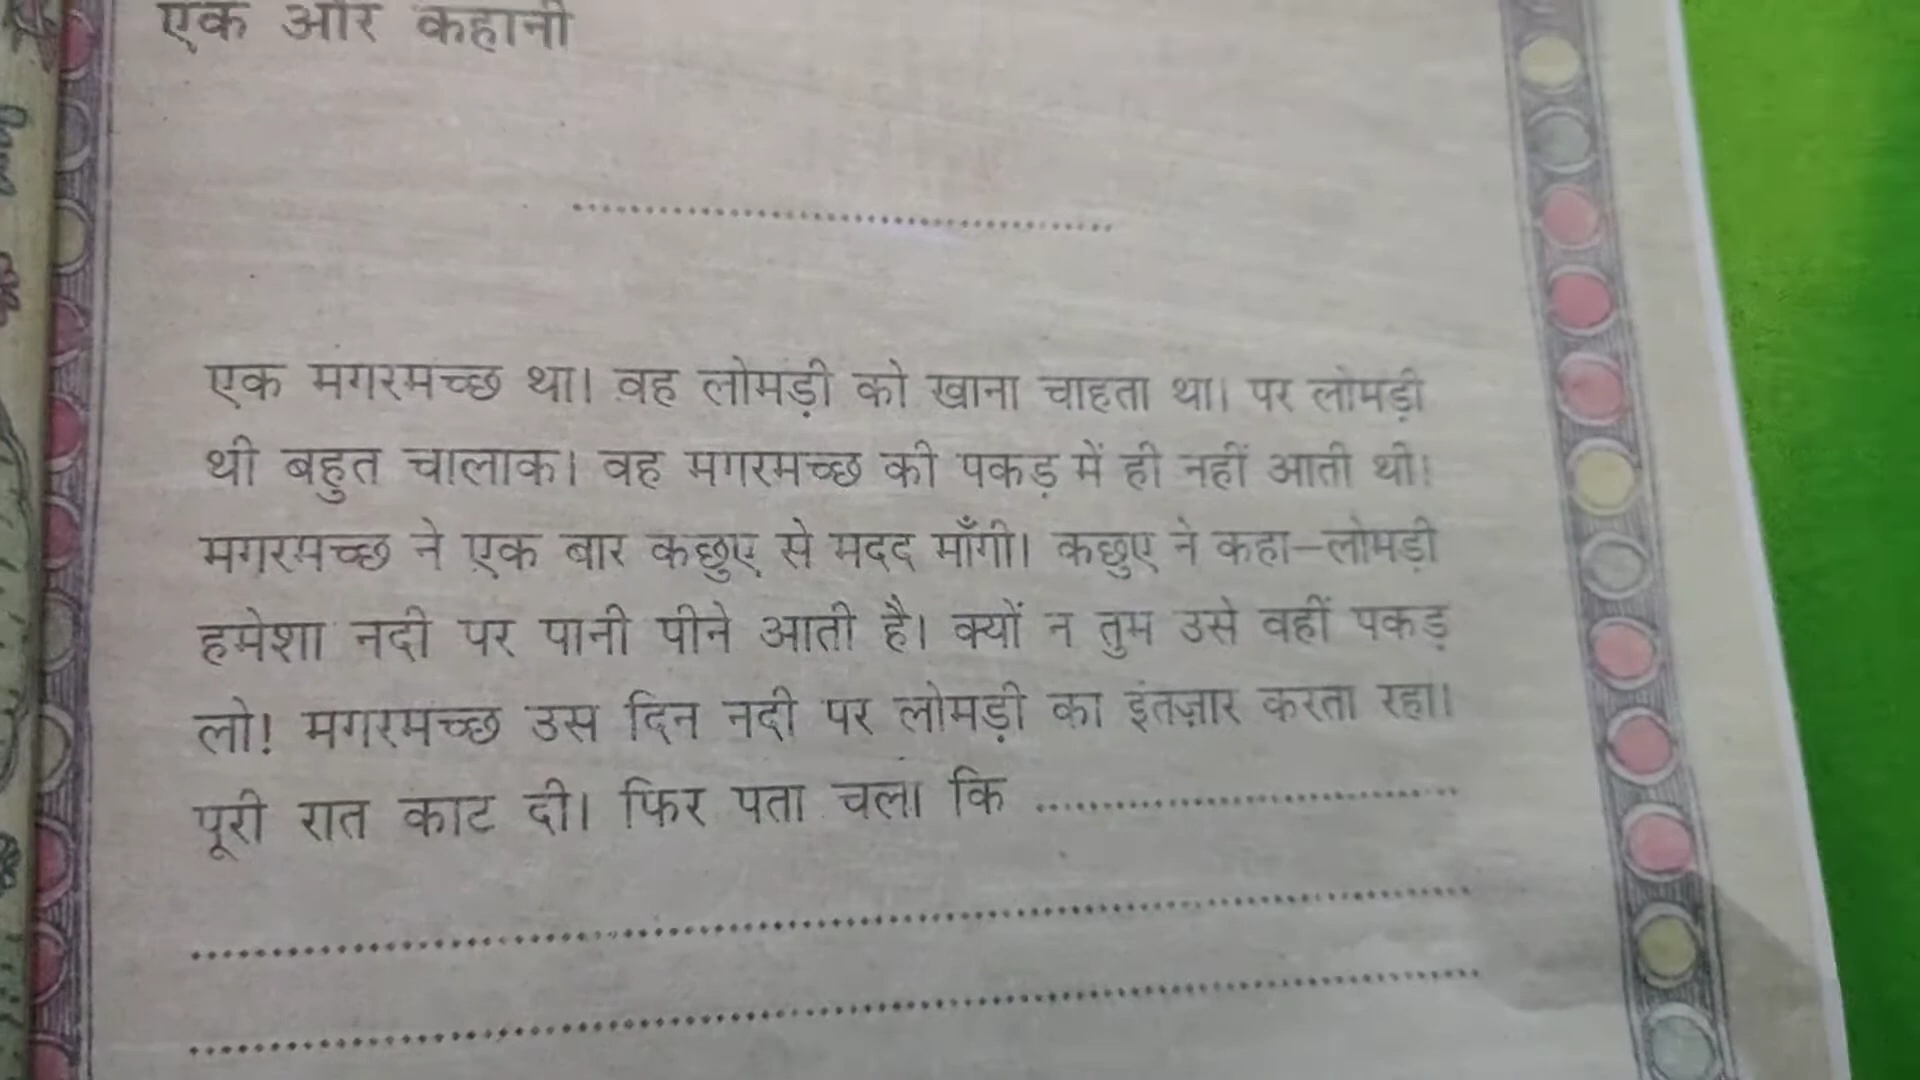 एक और कहानी
एक मगरमच्छ था। वह लोमड़ी को खाना चाहता था। पर लोमड़ी
थी बहुत चालाक। वह मगरमच्छ की पकड़ में ही नहीं आती थी।
मगरमच्छ ने एक बार कछुए से मदद माँगी। कछुए ने कहा–लोमड़ी
हमेशा नदी पर पानी पीने आती है। क्यों न तुम उसे वहीं पकड़
लो! मगरमच्छ उस दिन नदी पर लोमड़ी का इंतज़ार करता रहा।
पूरी रात काट दी। फिर पता चला कि ..............................